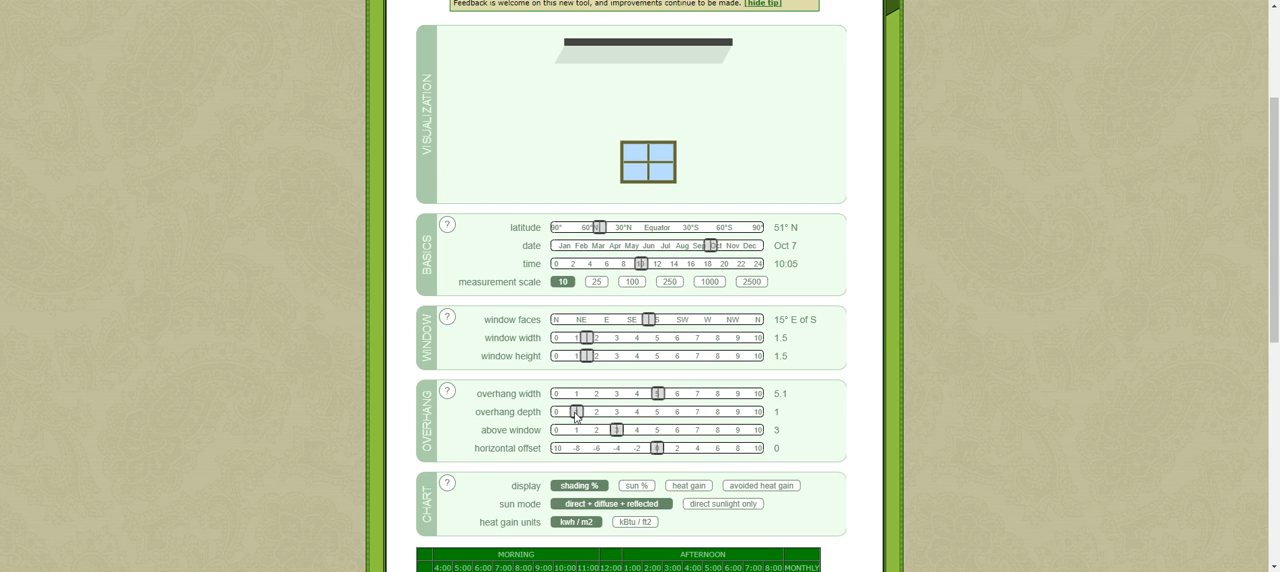 Feedback is welcome on this new tool, and improvements continue to be made. [hide tip]
VISUALIZATION
BASICS
?
latitude 90° 60°N 30°N Equator 30°S 60°S 90° 51° N
date Jan Feb Mar Apr May Jun Jul Aug Sep Oct Nov Dec Oct 7
time 0 2 4 6 8 10 12 14 16 18 20 22 24 10:05
measurement scale 10 25 100 250 1000 2500
WINDOW
?
window faces N NE E SE S SW W NW N 15° E of S
window width 0 1 2 3 4 5 6 7 8 9 10 1.5
window height 0 1 2 3 4 5 6 7 8 9 10 1.5
OVERHANG
?
overhang width 0 1 2 3 4 5 6 7 8 9 10 5.1
overhang depth 0 1 2 3 4 5 6 7 8 9 10 1
above window 0 1 2 3 4 5 6 7 8 9 10 3
horizontal offset -10 -8 -6 -4 -2 0 2 4 6 8 10 0
CHART
?
display shading % sun % heat gain avoided heat gain
sun mode direct + diffuse + reflected direct sunlight only
heat gain units kwh / m2 kBtu / ft2
MORNING AFTERNOON
4:00 5:00 6:00 7:00 8:00 9:00 10:00 11:00 12:00 1:00 2:00 3:00 4:00 5:00 6:00 7:00 8:00 MONTHLY